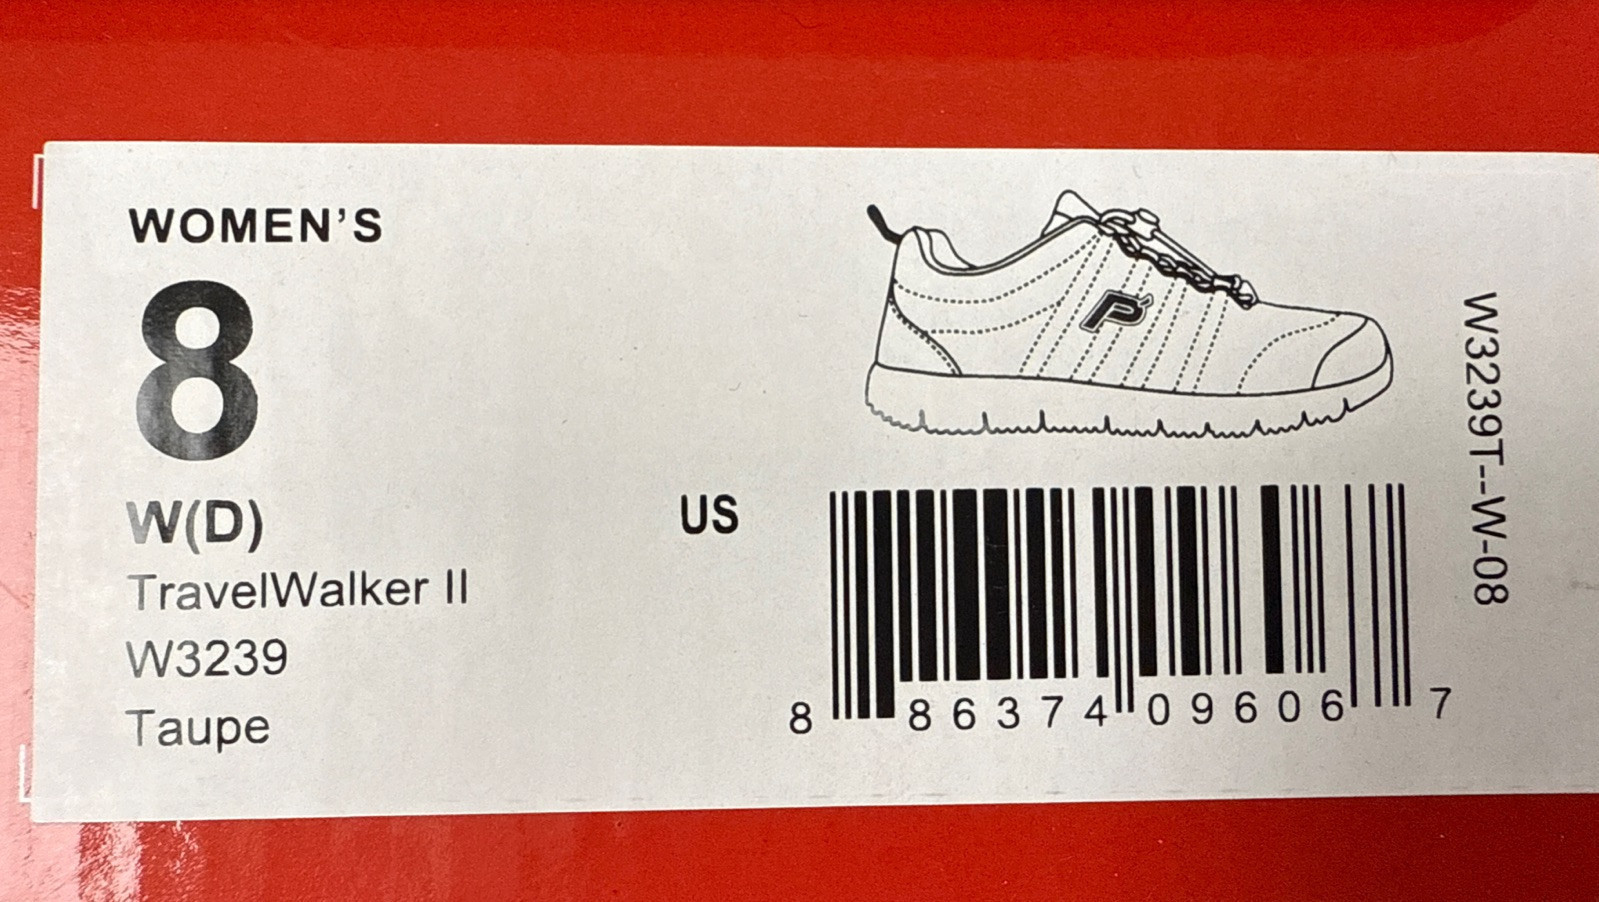 WOMEN'S
8
W(D)
US
TravelWalker II
W3239
Taupe
P
8 86374 09606 7
W3239T--W-08